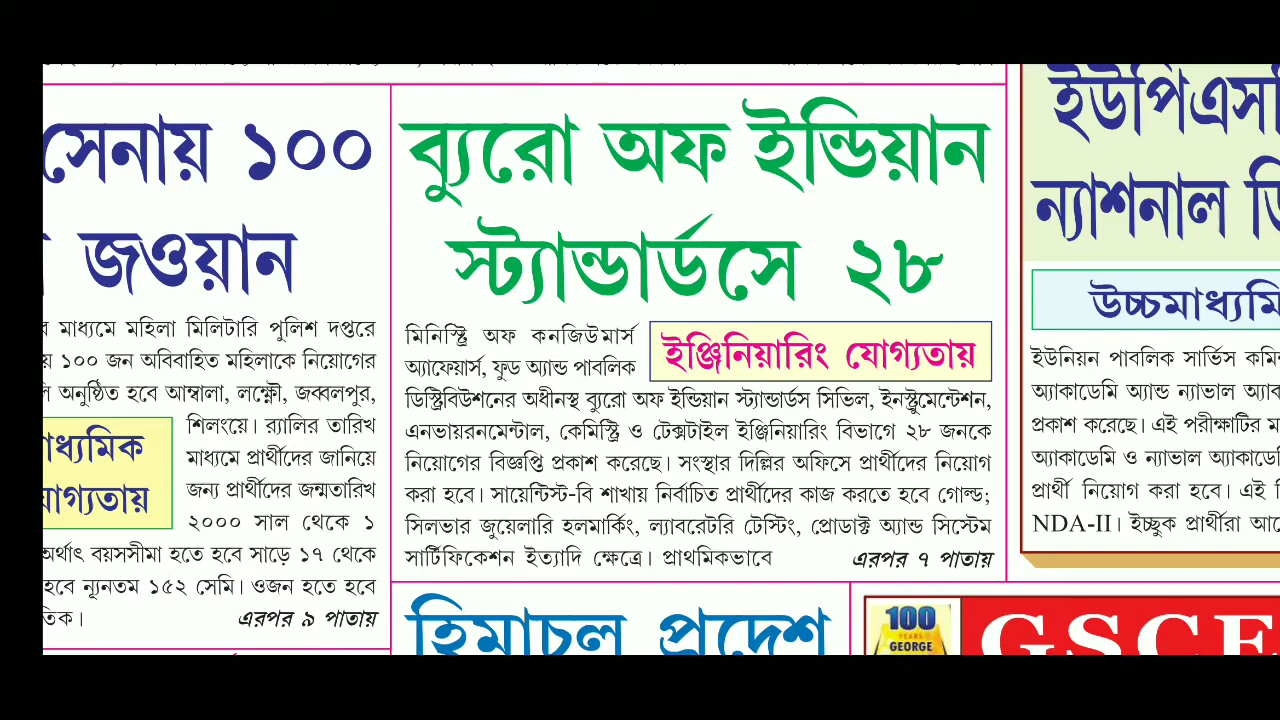 সেনায় ১০০
জওয়ান
মাধ্যমে মহিলা মিলিটারি পুলিশ দপ্তরে
১০০ জন অবিবাহিত মহিলাকে নিয়োগের
অনুষ্ঠিত হবে আম্বালা, লক্ষ্ণৌ, জব্বলপুর,
শিলংয়ে। র‍্যালির তারিখ
মাধ্যমে প্রার্থীদের জানিয়ে
জন্য প্রার্থীদের জন্মতারিখ
২০০০ সাল থেকে ১
াধ্যমিক
যোগ্যতায়
অর্থাৎ বয়সসীমা হতে হবে সাড়ে ১৭ থেকে
হবে ন্যূনতম ১৫২ সেমি। ওজন হতে হবে
তিক। এরপর ৯ পাতায়
ব্যুরো অফ ইন্ডিয়ান
স্ট্যান্ডার্ডসে ২৮
ইঞ্জিনিয়ারিং যোগ্যতায়
মিনিস্ট্রি অফ কনজিউমার্স
অ্যাফেয়ার্স, ফুড অ্যান্ড পাবলিক
ডিস্ট্রিবিউশনের অধীনস্থ ব্যুরো অফ ইন্ডিয়ান স্ট্যান্ডার্ডস সিভিল, ইনস্ট্রুমেন্টেশন,
এনভায়রনমেন্টাল, কেমিস্ট্রি ও টেক্সটাইল ইঞ্জিনিয়ারিং বিভাগে ২৮ জনকে
নিয়োগের বিজ্ঞপ্তি প্রকাশ করেছে। সংস্থার দিল্লির অফিসে প্রার্থীদের নিয়োগ
করা হবে। সায়েন্টিস্ট-বি শাখায় নির্বাচিত প্রার্থীদের কাজ করতে হবে গোল্ড;
সিলভার জুয়েলারি হলমার্কিং, ল্যাবরেটরি টেস্টিং, প্রোডাক্ট অ্যান্ড সিস্টেম
সার্টিফিকেশন ইত্যাদি ক্ষেত্রে। প্রাথমিকভাবে এরপর ৭ পাতায়
হিমাচল প্রদেশ
ইউপিএসি
ন্যাশনাল ডি
উচ্চমাধ্যমি
ইউনিয়ন পাবলিক সার্ভিস কমি
অ্যাকাডেমি অ্যান্ড ন্যাভাল অ্যাকা
প্রকাশ করেছে। এই পরীক্ষাটির ম
অ্যাকাডেমি ও ন্যাভাল অ্যাকাডেমি
প্রার্থী নিয়োগ করা হবে। এই
NDA-II। ইচ্ছুক প্রার্থীরা আ
100
YEARS
GEORGE
GSCE